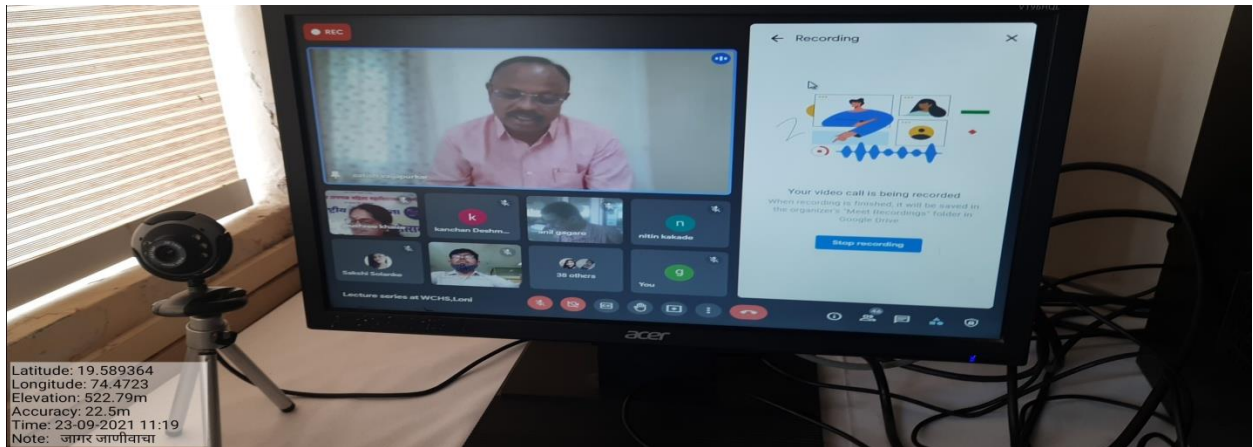 V196HQL
REC
← Recording ×
Your video call is being recorded
When recording is finished, it will be saved in
the organizer's "Meet Recordings" folder in
Google Drive
Stop recording
kanchan Deshm...
anil gagare
nitin kakade
Sakshi Solanke
38 others
You
k
n
g
Lecture series at WCHS,Loni
acer
Latitude: 19.589364
Longitude: 74.4723
Elevation: 522.79m
Accuracy: 22.5m
Time: 23-09-2021 11:19
Note: जागर जाणीवाचा